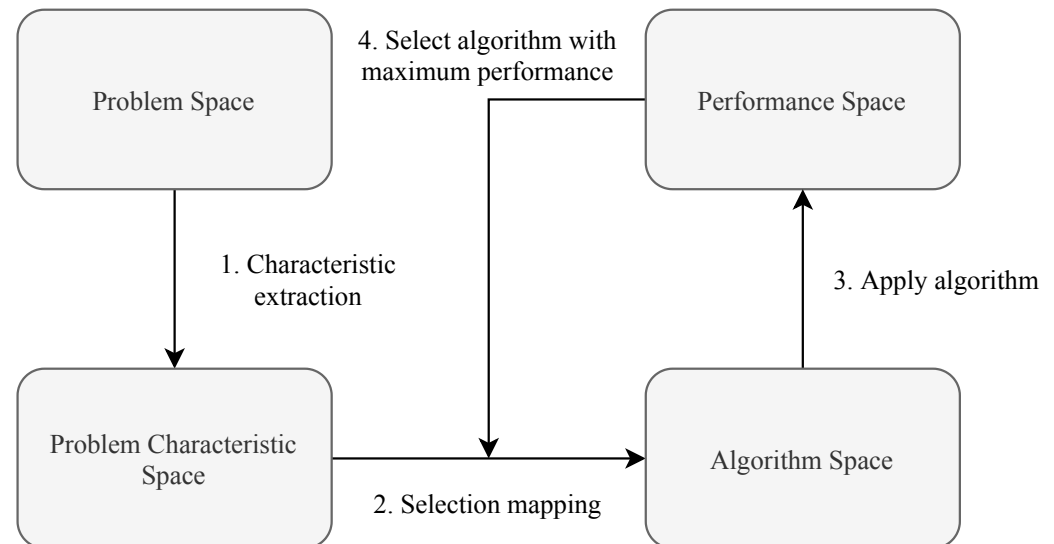 Problem Space
4. Select algorithm with
maximum performance
Performance Space
1. Characteristic
extraction
3. Apply algorithm
Problem Characteristic
Space
2. Selection mapping
Algorithm Space